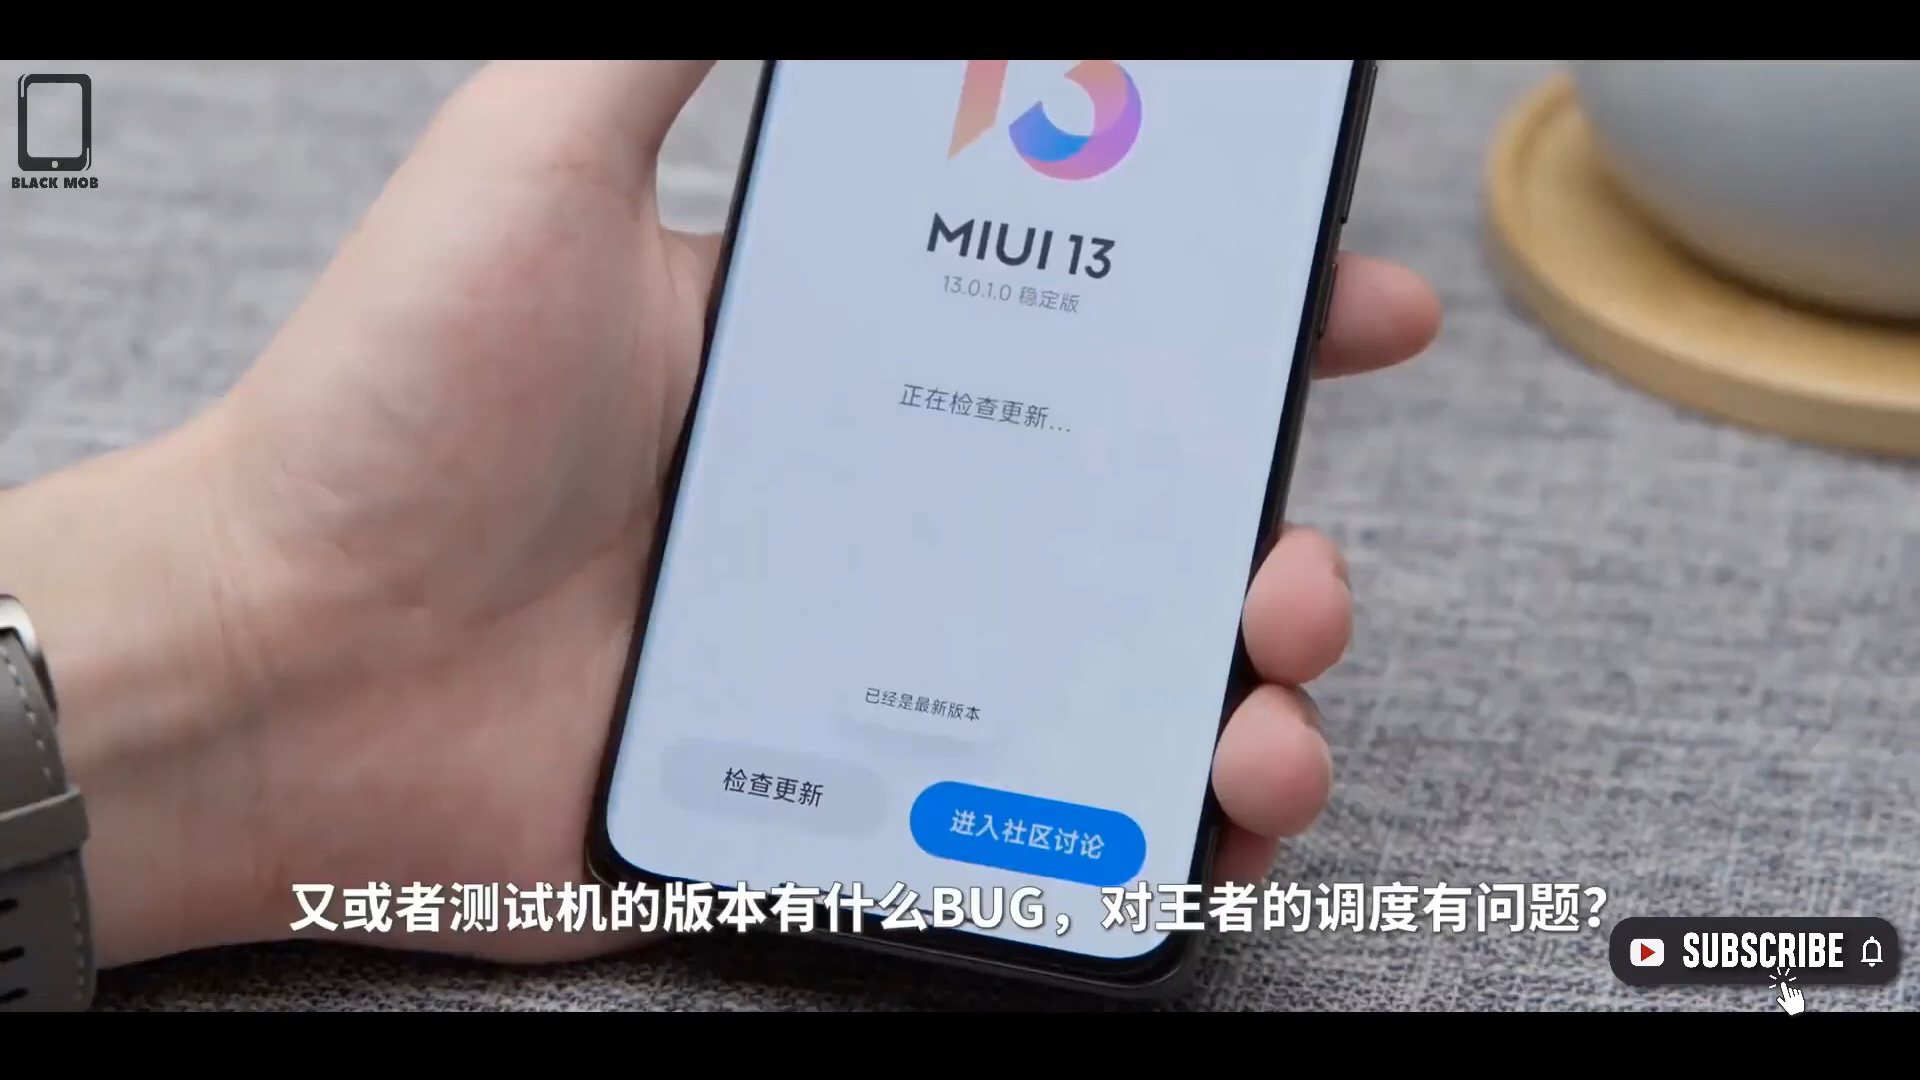 BLACK MOB
13
MIUI 13
13.0.1.0 稳定版
正在检查更新...
已经是最新版本
检查更新
进入社区讨论
又或者测试机的版本有什么BUG，对王者的调度有问题？
SUBSCRIBE